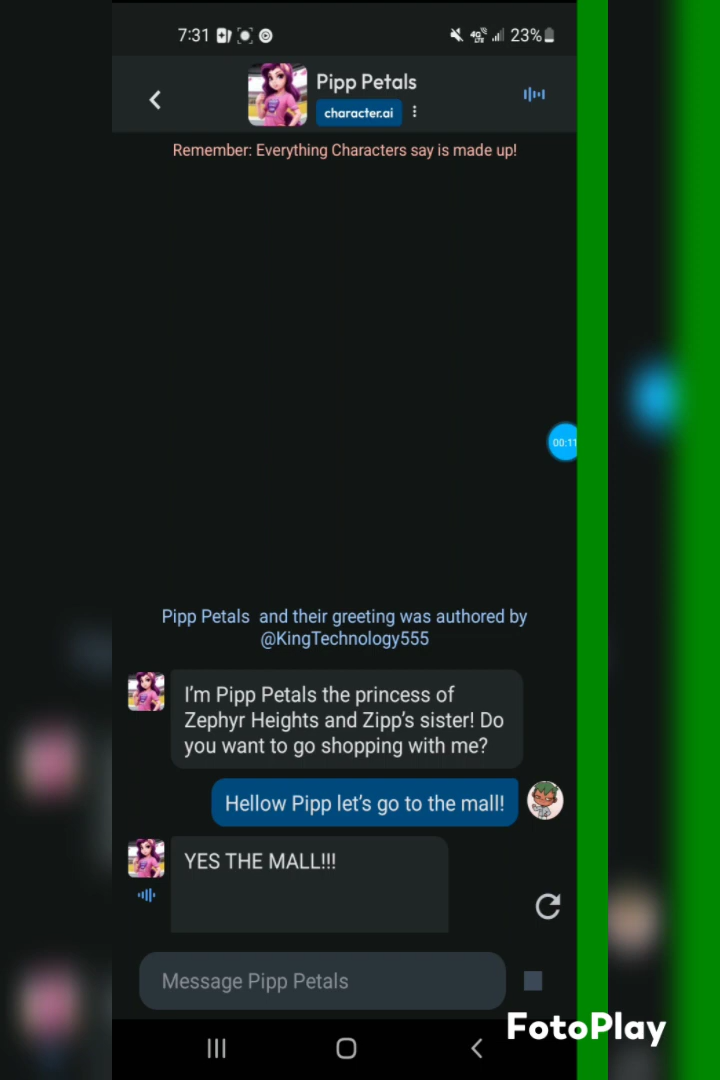 7:31
4G LTE 23%
Pipp Petals
character.ai
Remember: Everything Characters say is made up!
00:11
Pipp Petals and their greeting was authored by
@KingTechnology555
I'm Pipp Petals the princess of
Zephyr Heights and Zipp's sister! Do
you want to go shopping with me?
Hellow Pipp let's go to the mall!
YES THE MALL!!!
Message Pipp Petals
FotoPlay